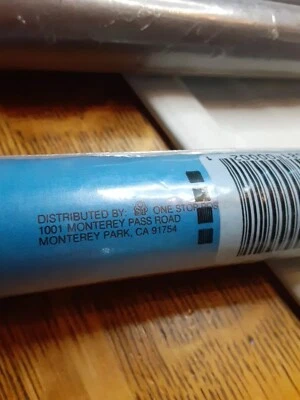 DISTRIBUTED BY: ONE STOP
1001 MONTEREY PASS ROAD
MONTEREY PARK, CA 91754